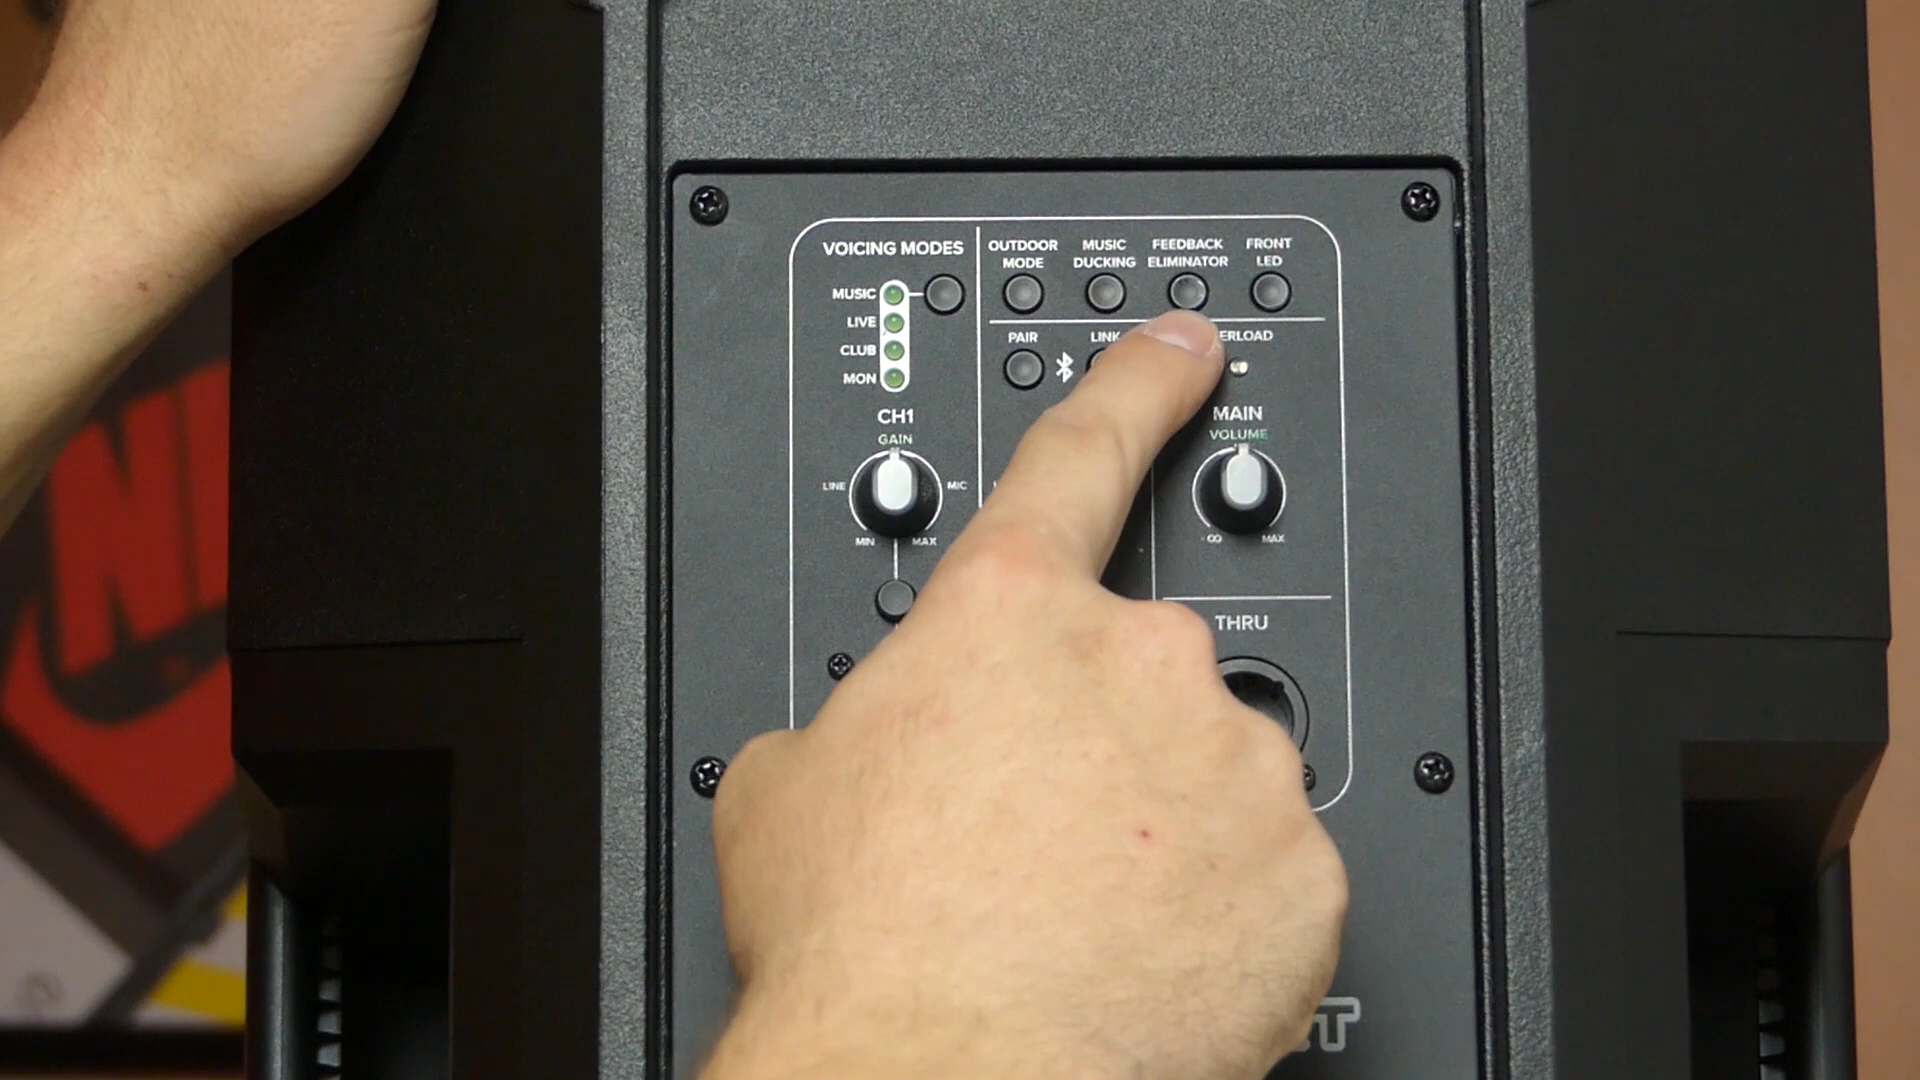 VOICING MODES
MUSIC
LIVE
CLUB
MON
OUTDOOR
MODE
MUSIC
DUCKING
FEEDBACK
ELIMINATOR
FRONT
LED
PAIR
LINK
ERLOAD
CH1
GAIN
LINE
MIC
MIN
MAX
MAIN
VOLUME
∞
MAX
THRU